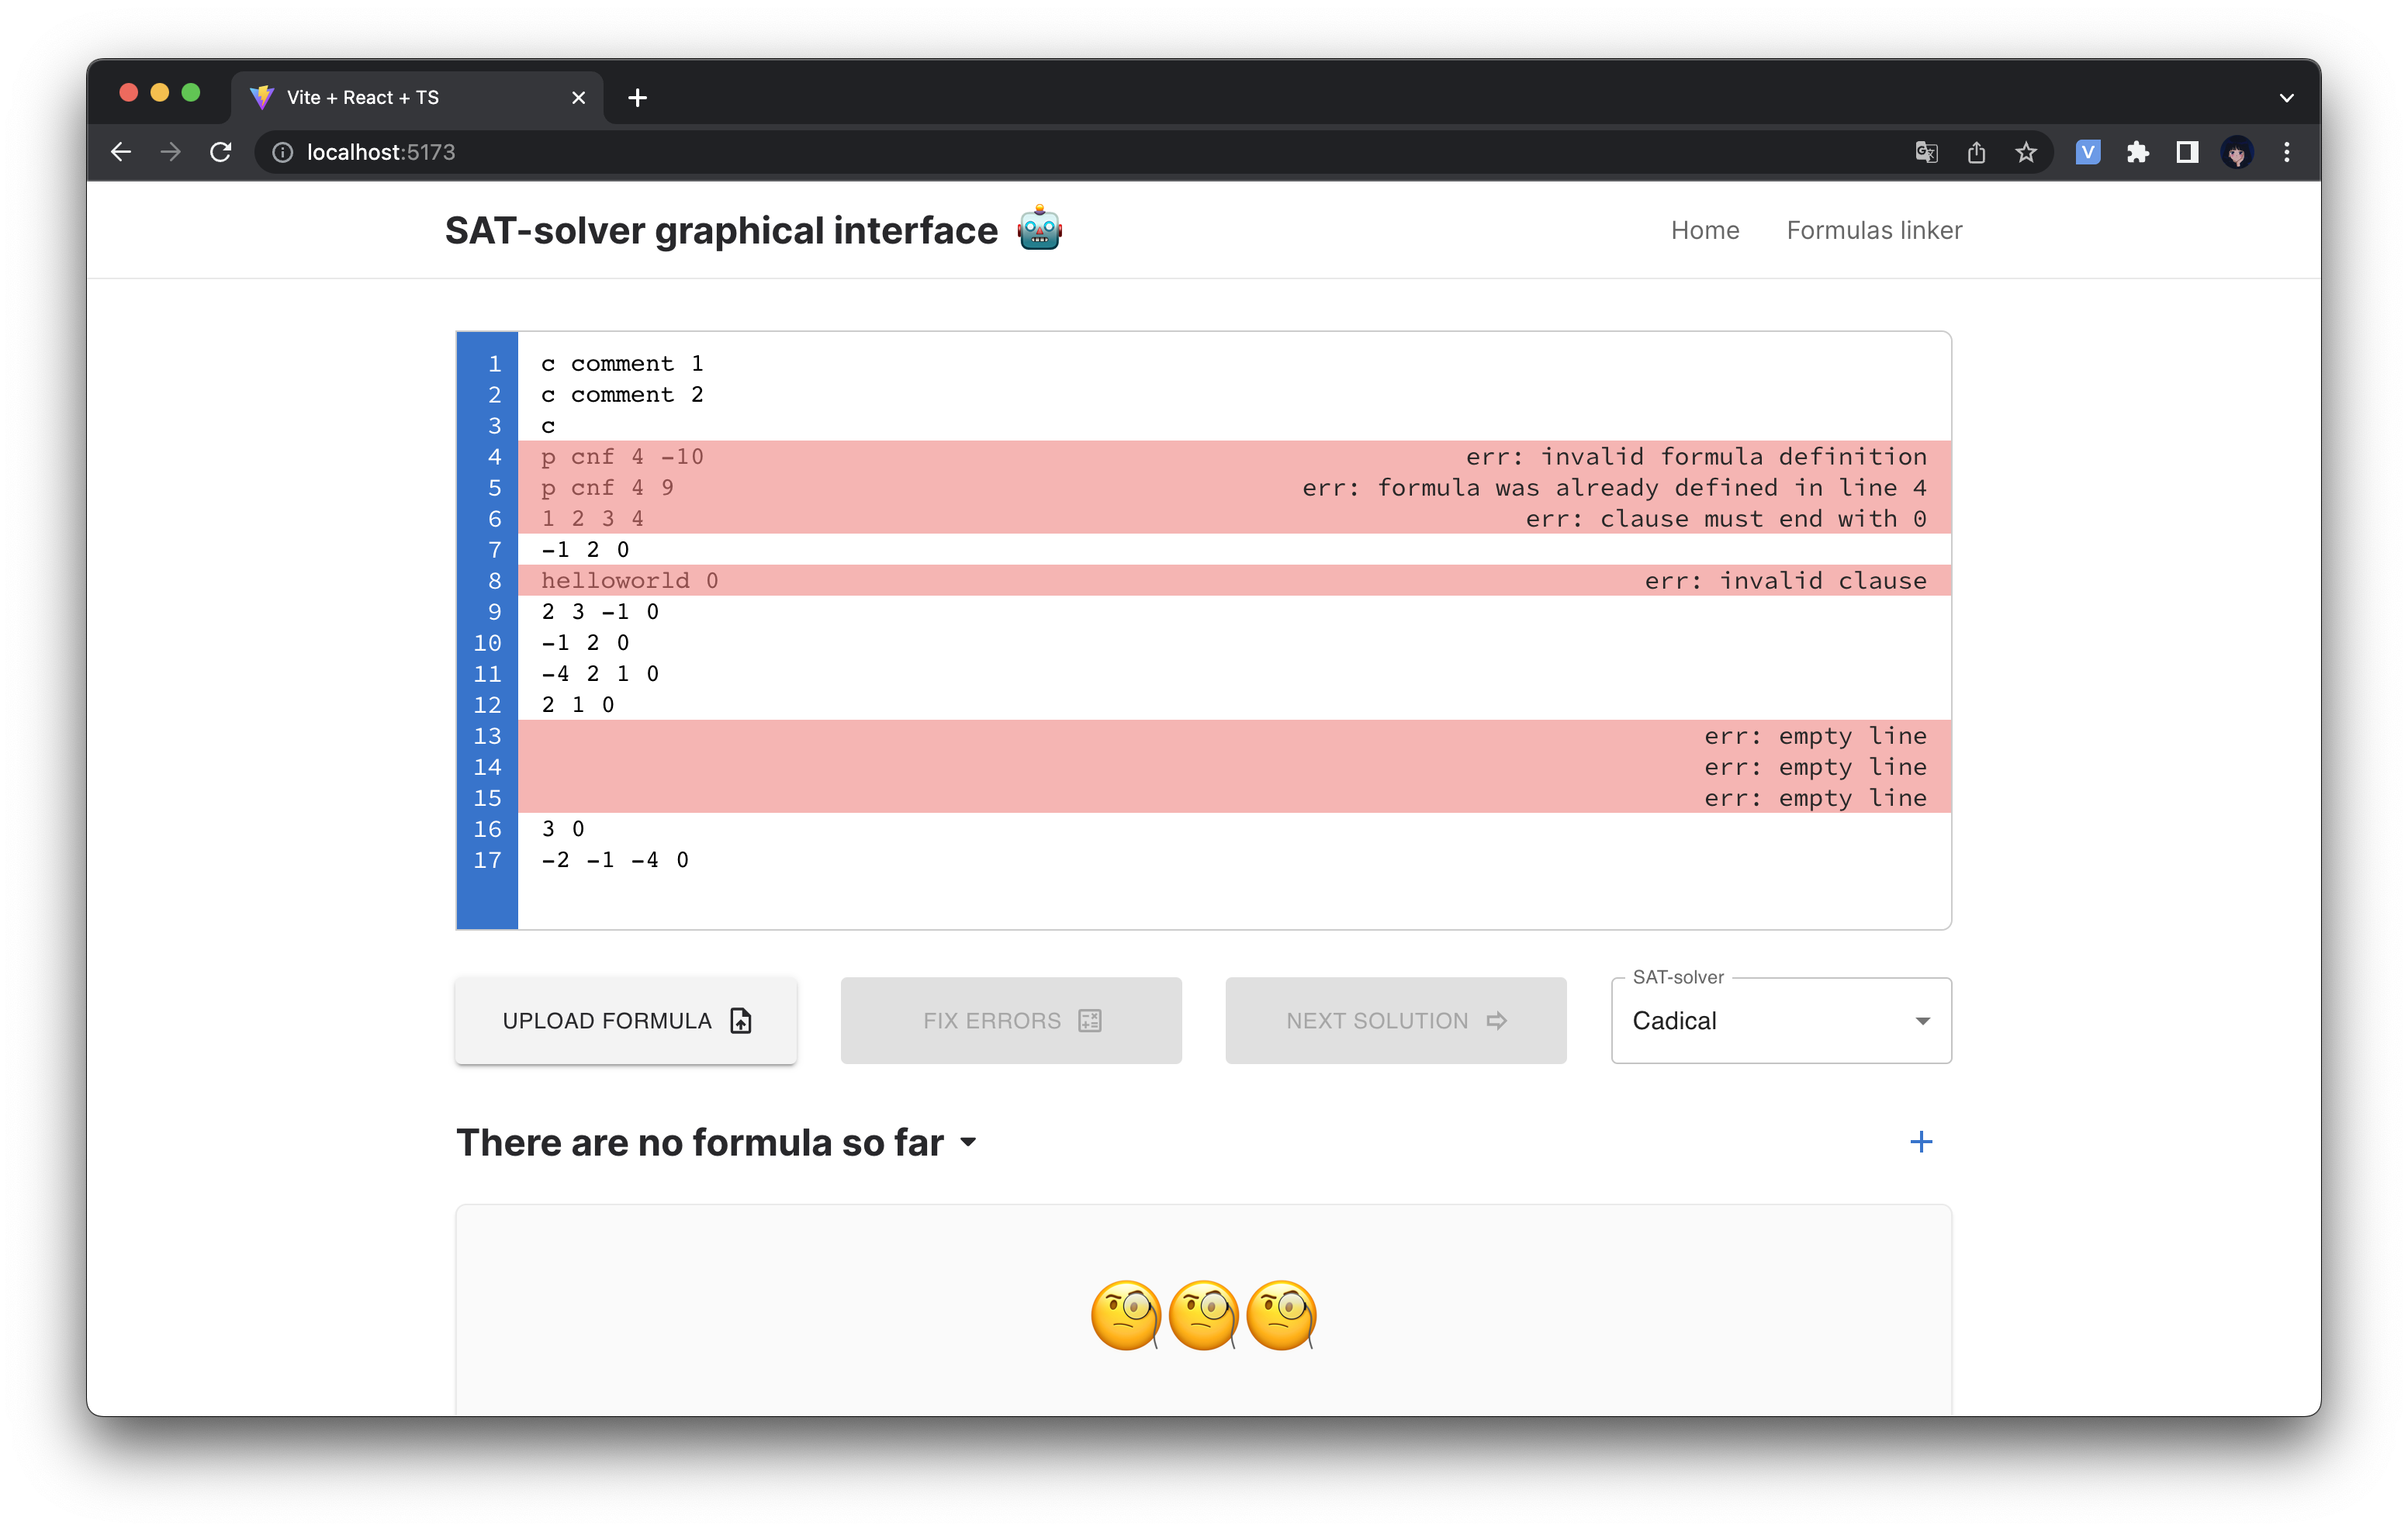 Vite + React + TS
localhost:5173
V
SAT-solver graphical interface 🤖
Home Formulas linker
1 c comment 1
2 c comment 2
3 c
4 p cnf 4 -10 err: invalid formula definition
5 p cnf 4 9 err: formula was already defined in line 4
6 1 2 3 4 err: clause must end with 0
7 -1 2 0
8 helloworld 0 err: invalid clause
9 2 3 -1 0
10 -1 2 0
11 -4 2 1 0
12 2 1 0
13 err: empty line
14 err: empty line
15 err: empty line
16 3 0
17 -2 -1 -4 0
UPLOAD FORMULA FIX ERRORS NEXT SOLUTION
SAT-solver
Cadical
There are no formula so far
🧐🧐🧐